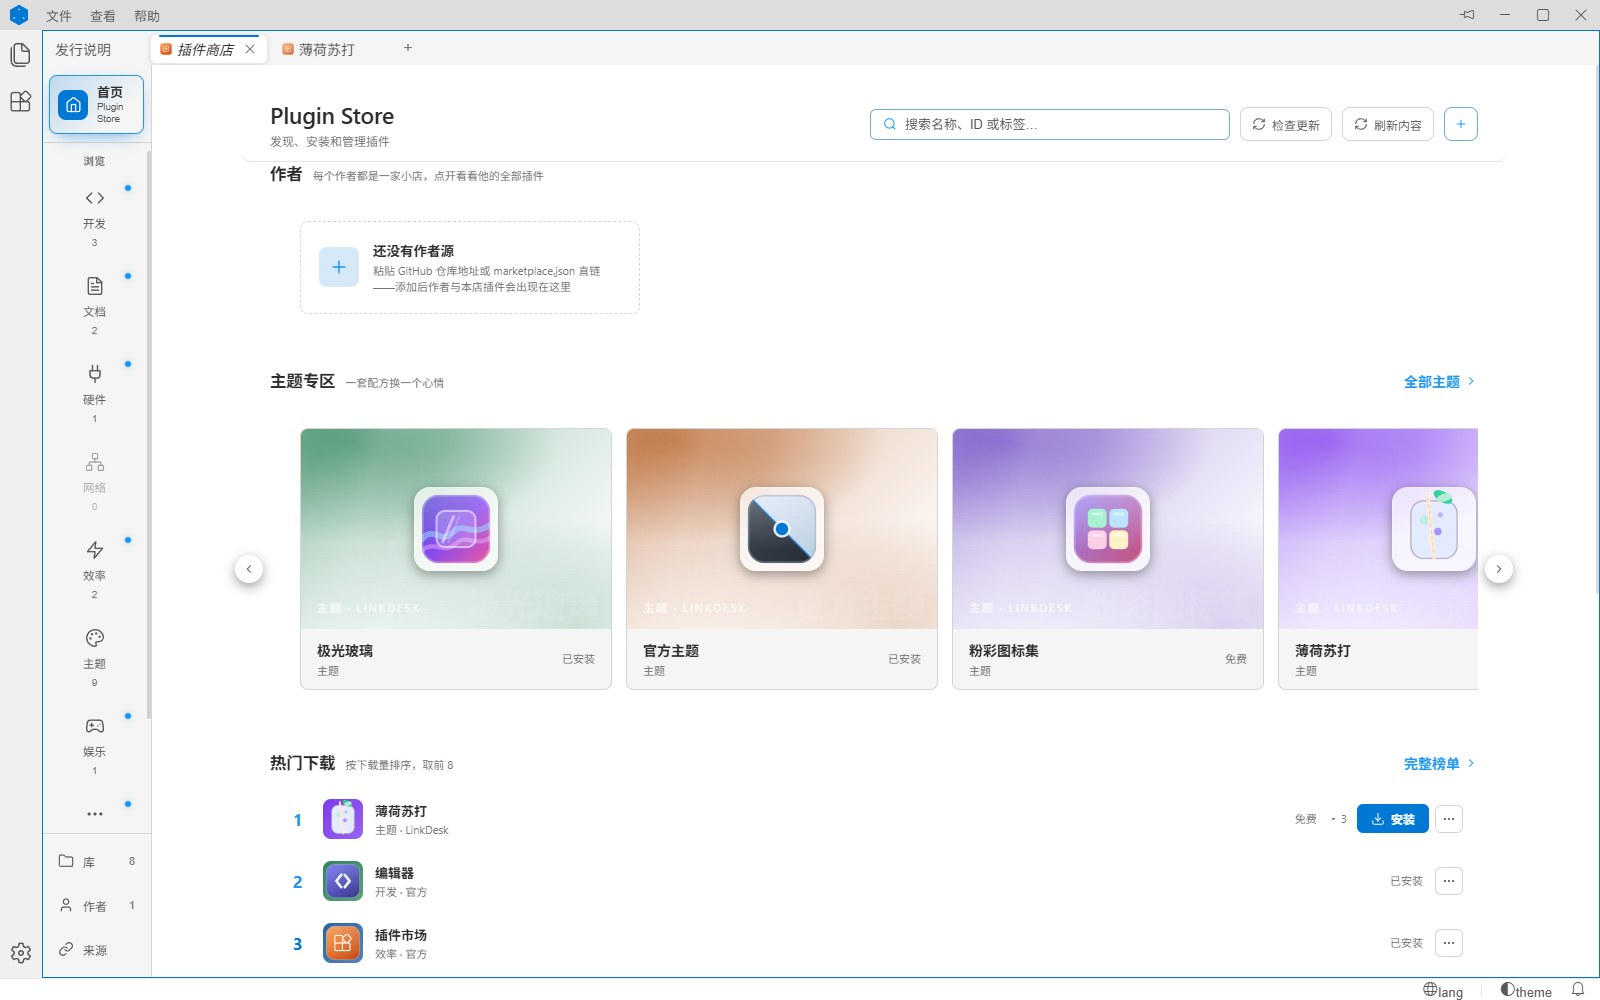 文件 查看 帮助
发行说明 插件商店 薄荷苏打 +
首页
Plugin
Store
浏览
开发
3
文档
2
硬件
1
网络
0
效率
2
主题
9
娱乐
1
库 8
作者 1
来源
Plugin Store
发现、安装和管理插件
搜索名称、ID 或标签…
检查更新
刷新内容
+
作者 每个作者都是一家小店，点开看看他的全部插件
还没有作者源
粘贴 GitHub 仓库地址或 marketplace.json 直链
——添加后作者与本店插件会出现在这里
主题专区 一套配方换一个心情
全部主题
主题 · LINKDESK
极光玻璃
主题
已安装
主题 · LINKDESK
官方主题
主题
已安装
主题 · LINKDESK
粉彩图标集
主题
免费
主题 · LINKDESK
薄荷苏打
主题
热门下载 按下载量排序，取前 8
完整榜单
1
薄荷苏打
主题 · LinkDesk
免费 · 3 安装
2
编辑器
开发 · 官方
已安装
3
插件市场
效率 · 官方
已安装
lang theme